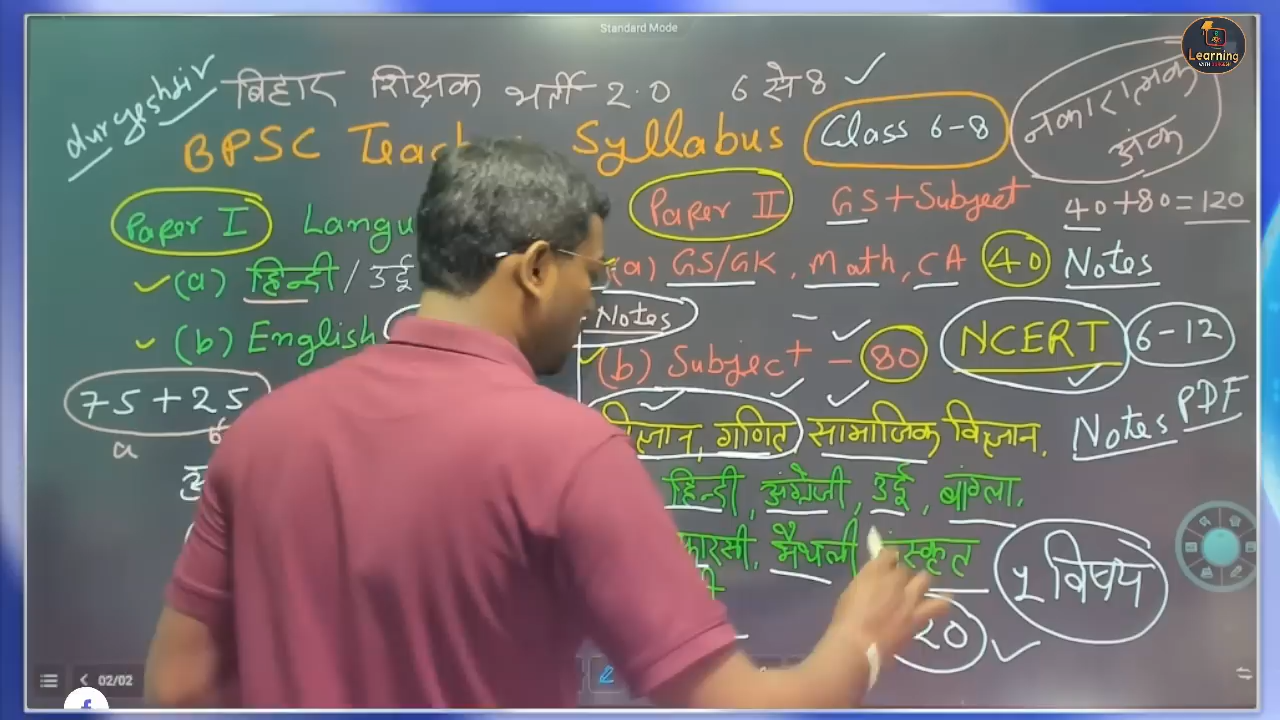 Standard Mode
Learning
durgeshsir
बिहार शिक्षक भर्ती 2.0 6 से 8
BPSC Teach Syllabus Class 6-8
नकारात्मक अंक
Paper I Langu
Paper II GS + Subject 40+80=120
(a) हिन्दी / उर्दू
(a) GS/GK, Math, CA 40 Notes
Notes
(b) English
(b) Subject - 80 NCERT 6-12
75 + 25
a b
विज्ञान, गणित सामाजिक विज्ञान, Notes PDF
हिन्दी, अंग्रेजी, उर्दू, बांग्ला,
फारसी, मैथली संस्कृत
विषय
20
02/02